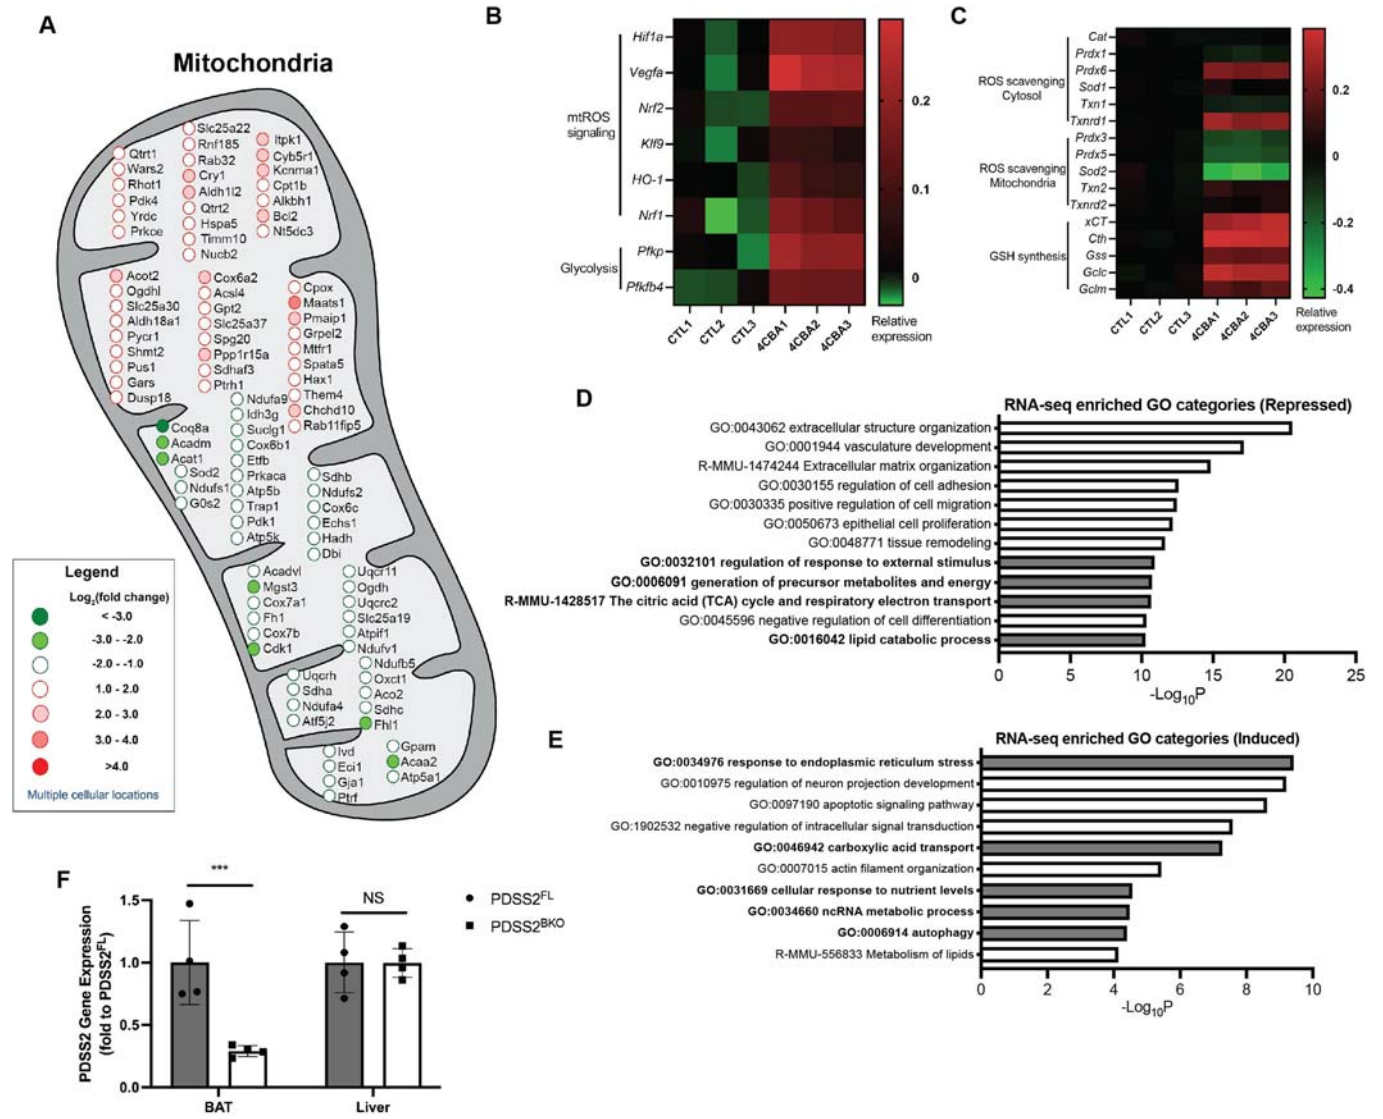 A
Mitochondria
Slc25a22
Rnf185
Rab32
Cry1
Aldh1l2
Qtrt2
Hspa5
Timm10
Nucb2
Itpk1
Cyb5r1
Kcnma1
Cpt1b
Alkbh1
Bcl2
Nt5dc3
Qtrt1
Wars2
Rhot1
Pdk4
Yrdc
Prkce
Acot2
Ogdhl
Slc25a30
Aldh18a1
Pycr1
Shmt2
Pus1
Gars
Dusp18
Cox6a2
Acsl4
Gpt2
Slc25a37
Spg20
Ppp1r15a
Sdhaf3
Ptrh1
Cpox
Maats1
Pmaip1
Grpel2
Mtfr1
Spata5
Hax1
Them4
Chchd10
Rab11fip5
Coq8a
Acadm
Acat1
Sod2
Ndufs1
G0s2
Ndufa9
Idh3g
Suclg1
Cox6b1
Etfb
Prkaca
Atp5b
Trap1
Pdk1
Atp5k
Sdhb
Ndufs2
Cox6c
Echs1
Hadh
Dbi
Acadvl
Mgst3
Cox7a1
Fh1
Cox7b
Cdk1
Uqcr11
Ogdh
Uqcrc2
Slc25a19
Atpif1
Ndufv1
Ndufb5
Oxct1
Aco2
Sdhc
Fhl1
Uqcrh
Sdha
Ndufa4
Atf5j2
Ivd
Eci1
Gja1
Ptrf
Gpam
Acaa2
Atp5a1
Legend
Log2(fold change)
< -3.0
-3.0 - -2.0
-2.0 - -1.0
1.0 - 2.0
2.0 - 3.0
3.0 - 4.0
>4.0
Multiple cellular locations
B
mtROS
signaling
Glycolysis
Hif1a
Vegfa
Nrf2
Klf9
HO-1
Nrf1
Pfkp
Pfkfb4
CTL1
CTL2
CTL3
4CBA1
4CBA2
4CBA3
0.2
0.1
0
Relative
expression
C
ROS scavenging
Cytosol
ROS scavenging
Mitochondria
GSH synthesis
Cat
Prdx1
Prdx6
Sod1
Txn1
Txnrd1
Prdx3
Prdx5
Sod2
Txn2
Txnrd2
xCT
Cth
Gss
Gclc
Gclm
CTL1
CTL2
CTL3
4CBA1
4CBA2
4CBA3
0.2
0
-0.2
-0.4
Relative
expression
D
RNA-seq enriched GO categories (Repressed)
GO:0043062 extracellular structure organization
GO:0001944 vasculature development
R-MMU-1474244 Extracellular matrix organization
GO:0030155 regulation of cell adhesion
GO:0030335 positive regulation of cell migration
GO:0050673 epithelial cell proliferation
GO:0048771 tissue remodeling
GO:0032101 regulation of response to external stimulus
GO:0006091 generation of precursor metabolites and energy
R-MMU-1428517 The citric acid (TCA) cycle and respiratory electron transport
GO:0045596 negative regulation of cell differentiation
GO:0016042 lipid catabolic process
0 5 10 15 20 25
-Log10P
E
RNA-seq enriched GO categories (Induced)
GO:0034976 response to endoplasmic reticulum stress
GO:0010975 regulation of neuron projection development
GO:0097190 apoptotic signaling pathway
GO:1902532 negative regulation of intracellular signal transduction
GO:0046942 carboxylic acid transport
GO:0007015 actin filament organization
GO:0031669 cellular response to nutrient levels
GO:0034660 ncRNA metabolic process
GO:0006914 autophagy
R-MMU-556833 Metabolism of lipids
0 2 4 6 8 10
-Log10P
F
PDSS2 Gene Expression
(fold to PDSS2FL)
1.5
1.0
0.5
0.0
***
NS
BAT
Liver
PDSS2FL
PDSS2BKO